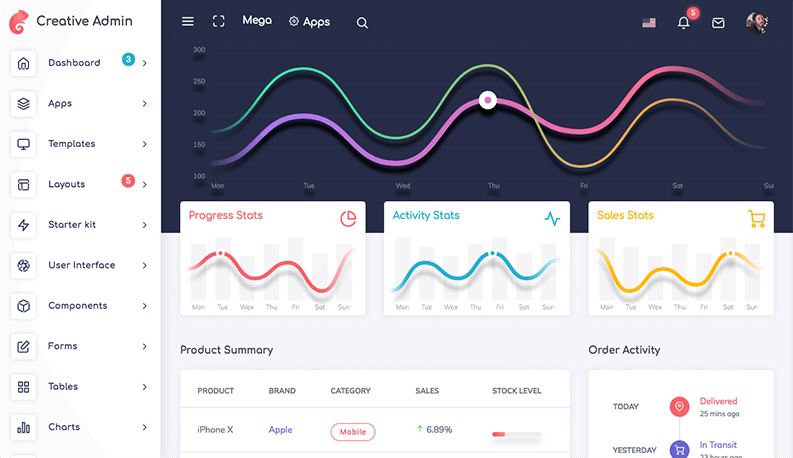 Creative Admin
Mega
Apps
5
Dashboard
3
Apps
Templates
Layouts
5
Starter kit
User Interface
Components
Forms
Tables
Charts
300
250
200
150
100
Mon Tue Wed Thu Fri Sat Sun
Progress Stats
Mon Tue Wex Thu Fri Sat Sun
Activity Stats
Mon Tue Wex Thu Fri Sat Sun
Sales Stats
Mon Tue Wex Thu Fri Sat Sun
Product Summary
PRODUCT BRAND CATEGORY SALES STOCK LEVEL
iPhone X Apple Mobile 6.89%
Order Activity
TODAY
Delivered
25 mins ago
YESTERDAY
In Transit
23 hours ago